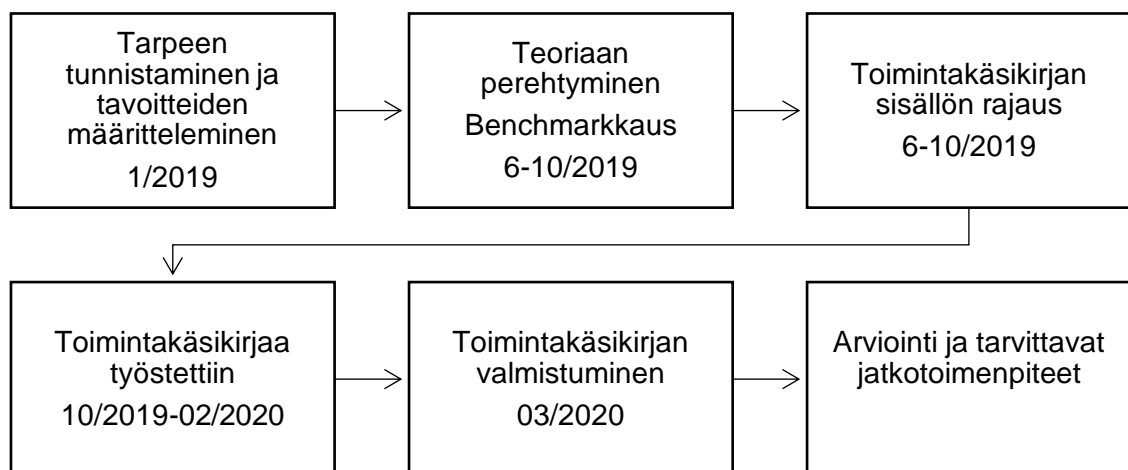 Tarpeen
tunnistaminen ja
tavoitteiden
määritteleminen
1/2019
Teoriaan
perehtyminen
Benchmarkkaus
6-10/2019
Toimintakäsikirjan
sisällön rajaus
6-10/2019
Toimintakäsikirjaa
työstettiin
10/2019-02/2020
Toimintakäsikirjan
valmistuminen
03/2020
Arviointi ja tarvittavat
jatkotoimenpiteet